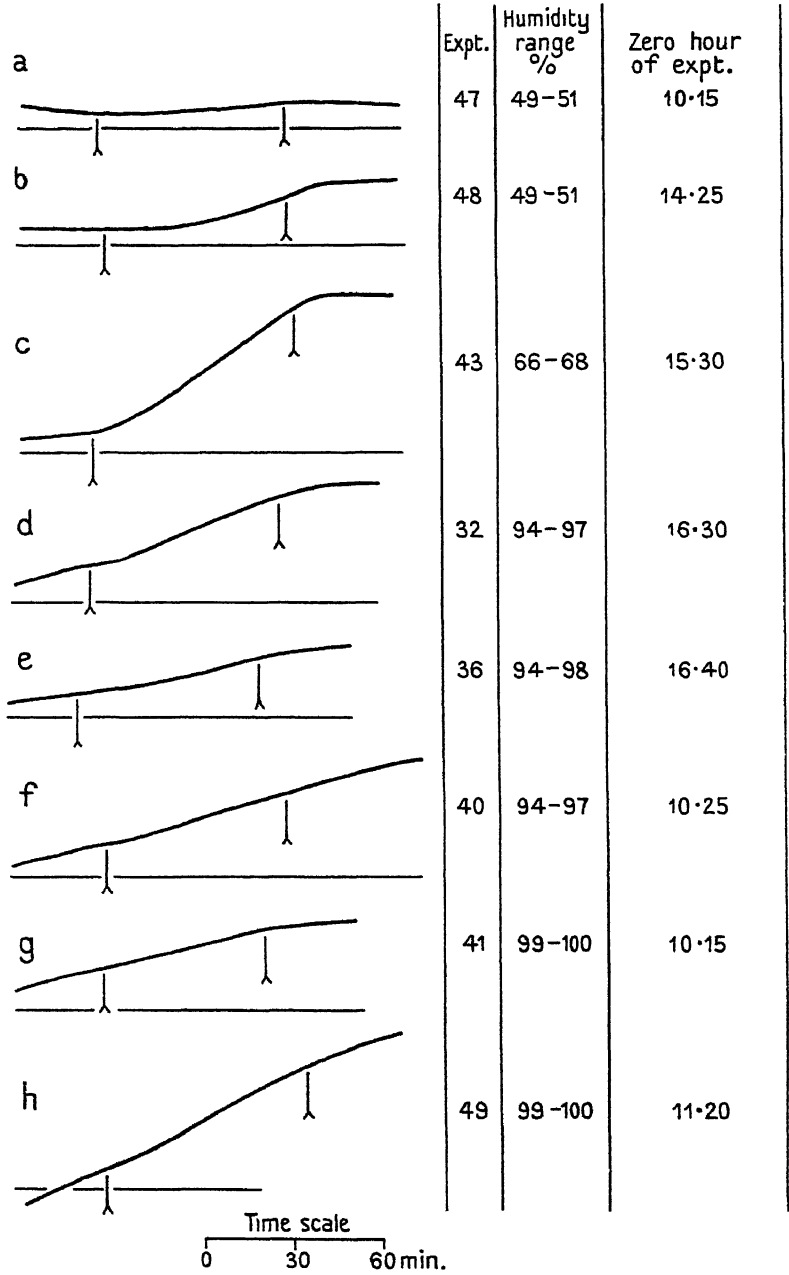 Expt.
Humidity range %
Zero hour of expt.
a 47 49-51 10·15
b 48 49-51 14·25
c 43 66-68 15·30
d 32 94-97 16·30
e 36 94-98 16·40
f 40 94-97 10·25
g 41 99-100 10·15
h 49 99-100 11·20
Time scale
0 30 60 min.